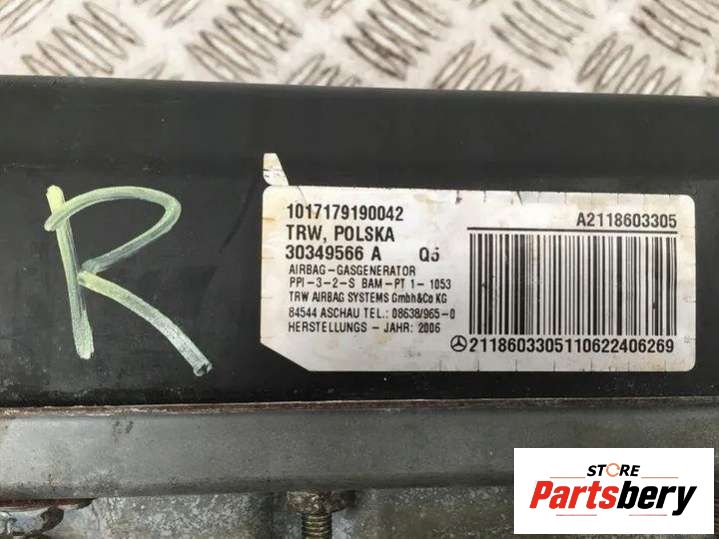 R
1017179190042
TRW, POLSKA
30349566 A Q5
AIRBAG-GASGENERATOR
PPI-3-2-S BAM-PT 1- 1053
TRW AIRBAG SYSTEMS GmbH&Co KG
84544 ASCHAU TEL.: 08638/965-0
HERSTELLUNGS - JAHR: 2006
A2118603305
2118603305110622406269
STORE
Partsbery